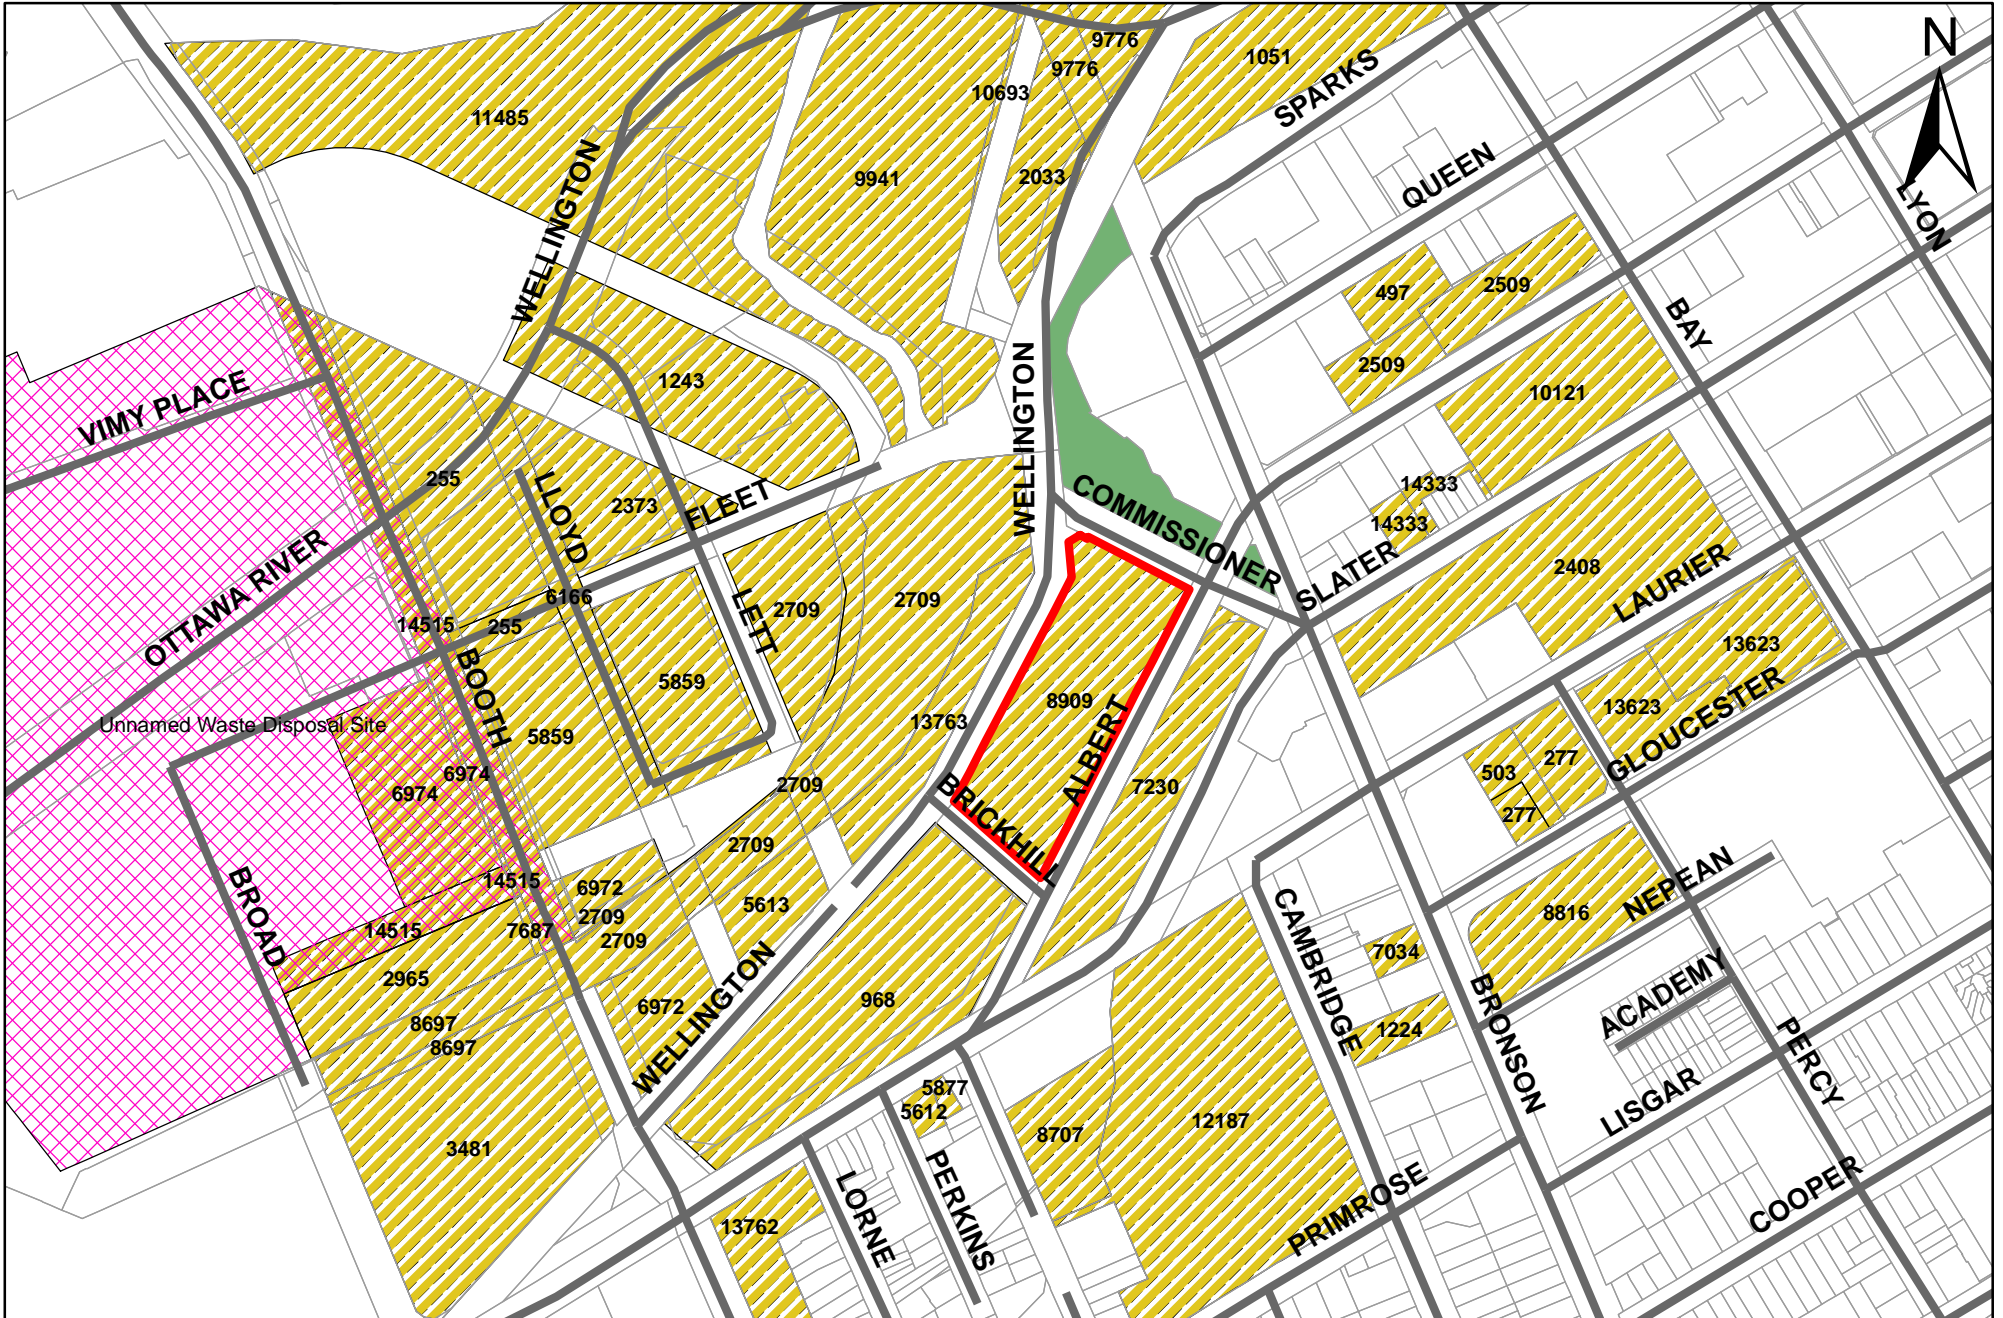 N
9776
9776
1051
SPARKS
10693
11485
WELLINGTON
9941
2033
QUEEN
LYON
497
2509
2509
BAY
10121
1243
WELLINGTON
VIMY PLACE
255
LLOYD
2373
FLEET
COMMISSIONER
14333
14333
SLATER
2408
LAURIER
OTTAWA RIVER
6166
14515
255
LETT
2709
2709
BOOTH
5859
8909
ALBERT
13623
13623
GLOUCESTER
Unnamed Waste Disposal Site
5859
13763
6974
6974
2709
BRICKHILL
7230
503
277
277
2709
BROAD
14515
6972
5613
2709
2709
14515
7687
CAMBRIDGE
8816
NEPEAN
7034
2965
6972
WELLINGTON
968
ACADEMY
BRONSON
1224
8697
8697
PERCY
5877
5612
LISGAR
3481
8707
12187
LORNE
PERKINS
PRIMROSE
COOPER
13762